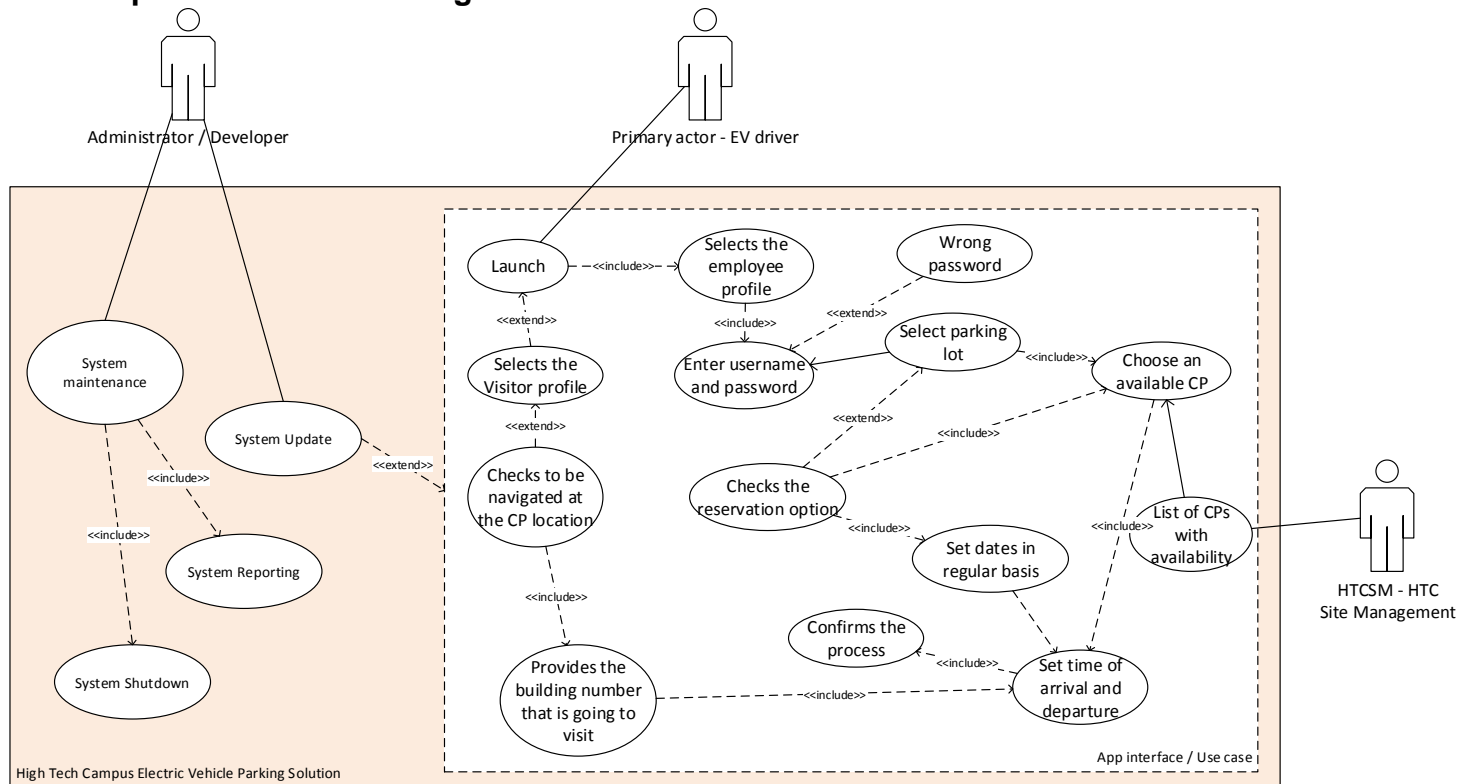 Administrator / Developer
Primary actor - EV driver
Launch
<<include>>
Selects the
employee
profile
Wrong
password
<<extend>>
<<include>>
<<extend>>
Select parking
lot
System
maintenance
Selects the
Visitor profile
Enter username
and password
<<include>>
Choose an
available CP
<<extend>>
<<extend>>
<<include>>
System Update
<<extend>>
<<include>>
Checks to be
navigated at
the CP location
Checks the
reservation option
<<include>>
<<include>>
<<include>>
List of CPs
with
availability
System Reporting
Set dates in
regular basis
HTCSM - HTC
Site Management
<<include>>
Confirms the
process
<<include>>
Provides the
building number
that is going to
visit
<<include>>
Set time of
arrival and
departure
System Shutdown
App interface / Use case
High Tech Campus Electric Vehicle Parking Solution